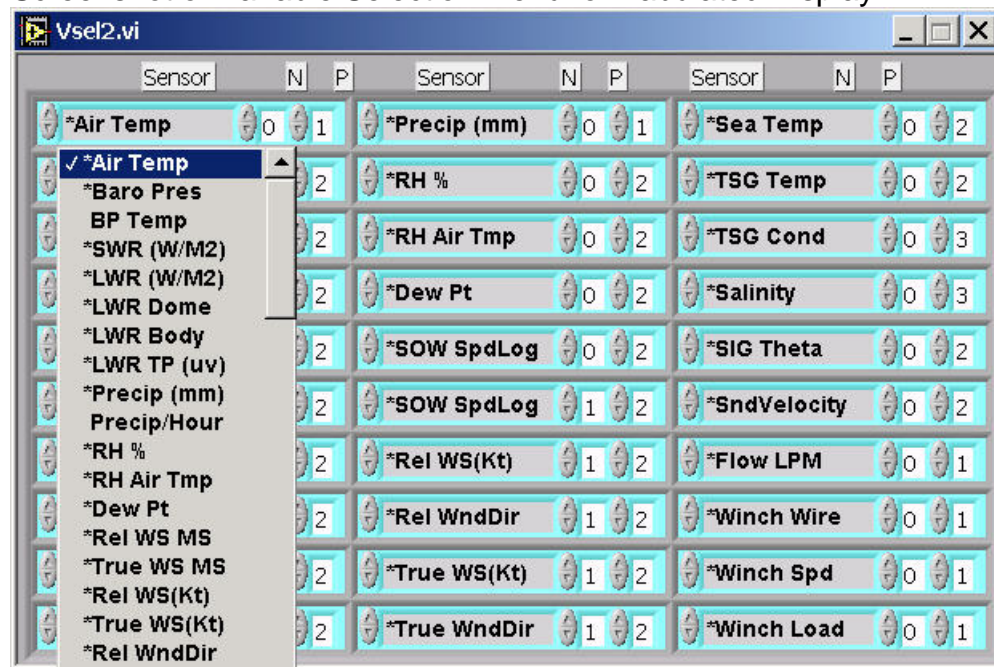 Vsel2.vi
Sensor N P Sensor N P Sensor N P
*Air Temp 0 1 *Precip (mm) 0 1 *Sea Temp 0 2
✓ *Air Temp
*Baro Pres
BP Temp
*SWR (W/M2)
*LWR (W/M2)
*LWR Dome
*LWR Body
*LWR TP (uv)
*Precip (mm)
Precip/Hour
*RH %
*RH Air Tmp
*Dew Pt
*Rel WS MS
*True WS MS
*Rel WS(Kt)
*True WS(Kt)
*Rel WndDir
2 *RH % 0 2 *TSG Temp 0 2
2 *RH Air Tmp 0 2 *TSG Cond 0 3
2 *Dew Pt 0 2 *Salinity 0 3
2 *SOW SpdLog 0 2 *SIG Theta 0 2
2 *SOW SpdLog 1 2 *SndVelocity 0 2
2 *Rel WS(Kt) 1 2 *Flow LPM 0 1
2 *Rel WndDir 1 2 *Winch Wire 0 1
2 *True WS(Kt) 1 2 *Winch Spd 0 1
2 *True WndDir 1 2 *Winch Load 0 1